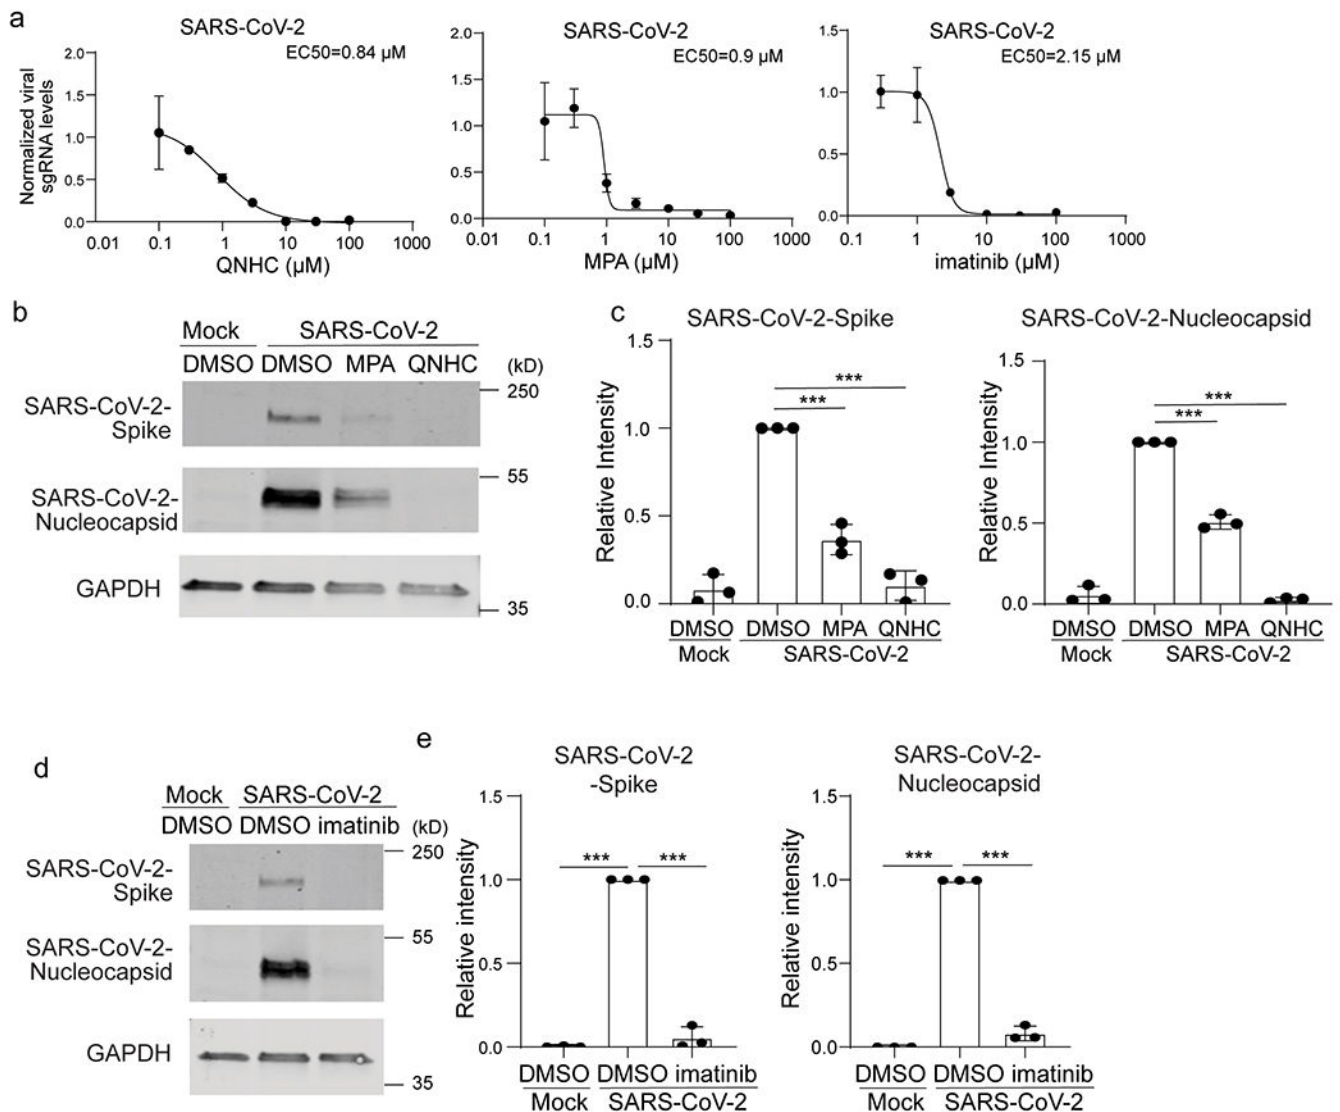 a
SARS-CoV-2
EC50=0.84 µM
Normalized viral
sgRNA levels
2.0
1.5
1.0
0.5
0.0
0.01 0.1 1 10 100 1000
QNHC (µM)
SARS-CoV-2
EC50=0.9 µM
2.0
1.5
1.0
0.5
0.0
0.01 0.1 1 10 100 1000
MPA (µM)
SARS-CoV-2
EC50=2.15 µM
1.5
1.0
0.5
0.0
0.1 1 10 100 1000
imatinib (µM)
b
Mock SARS-CoV-2
DMSO DMSO MPA QNHC (kD)
250
SARS-CoV-2-
Spike
55
SARS-CoV-2-
Nucleocapsid
GAPDH
35
c
SARS-CoV-2-Spike
Relative Intensity
1.5
1.0
0.5
0.0
***
***
DMSO DMSO MPA QNHC
Mock SARS-CoV-2
SARS-CoV-2-Nucleocapsid
Relative Intensity
1.5
1.0
0.5
0.0
***
***
DMSO DMSO MPA QNHC
Mock SARS-CoV-2
d
Mock SARS-CoV-2
DMSO DMSO imatinib (kD)
250
SARS-CoV-2-
Spike
55
SARS-CoV-2-
Nucleocapsid
GAPDH
35
e
SARS-CoV-2
-Spike
Relative intensity
1.5
1.0
0.5
0.0
*** ***
DMSO DMSO imatinib
Mock SARS-CoV-2
SARS-CoV-2-
Nucleocapsid
Relative intensity
1.5
1.0
0.5
0.0
*** ***
DMSO DMSO imatinib
Mock SARS-CoV-2